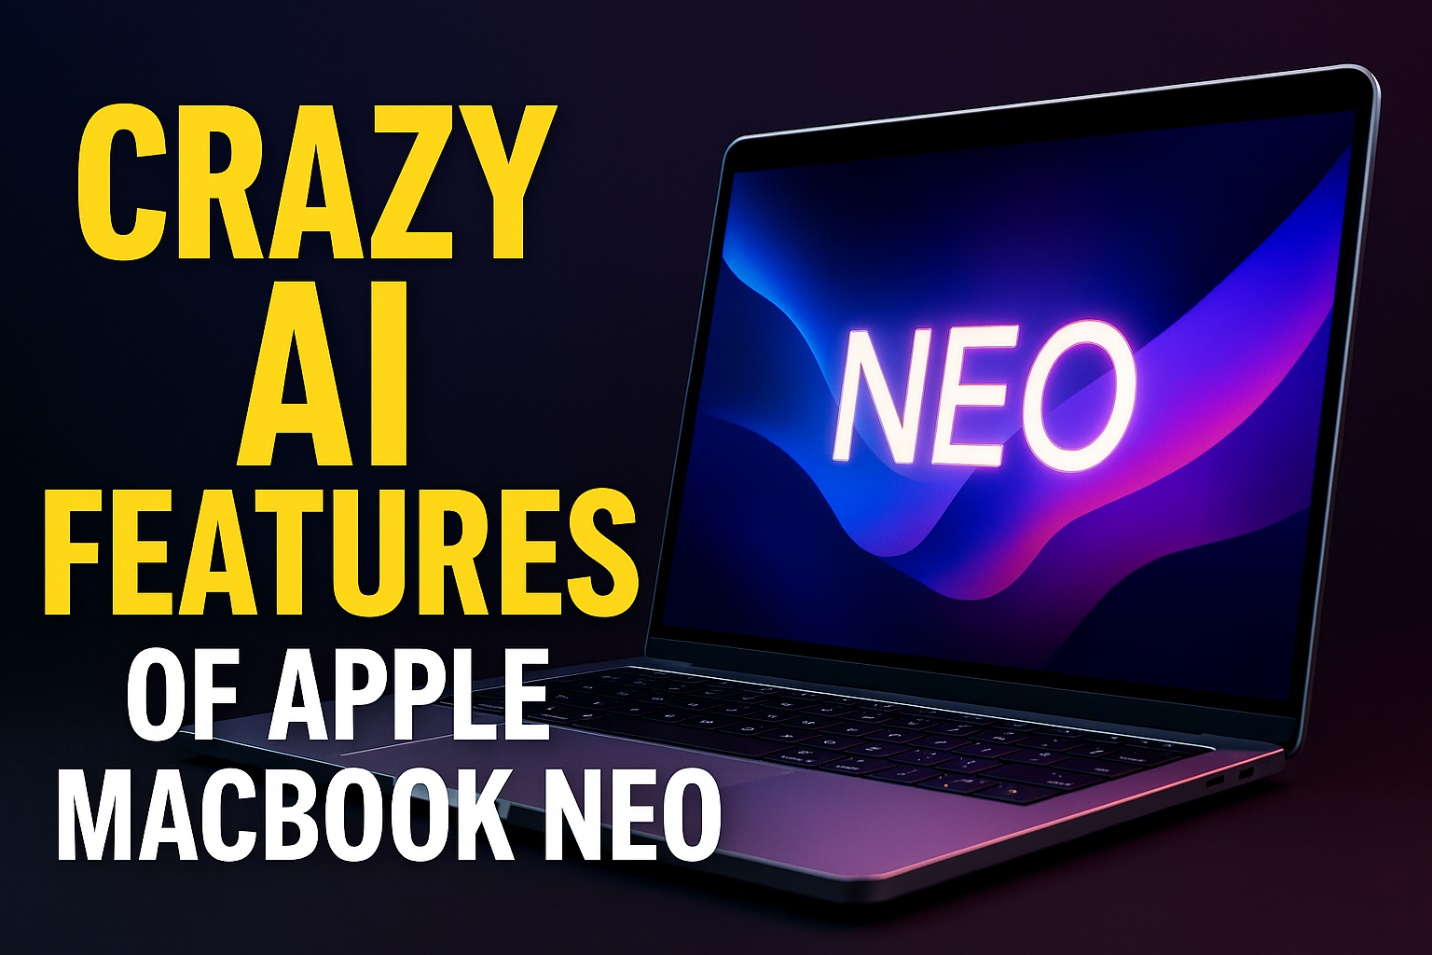 CRAZY
AI
FEATURES
OF APPLE
MACBOOK NEO
NEO